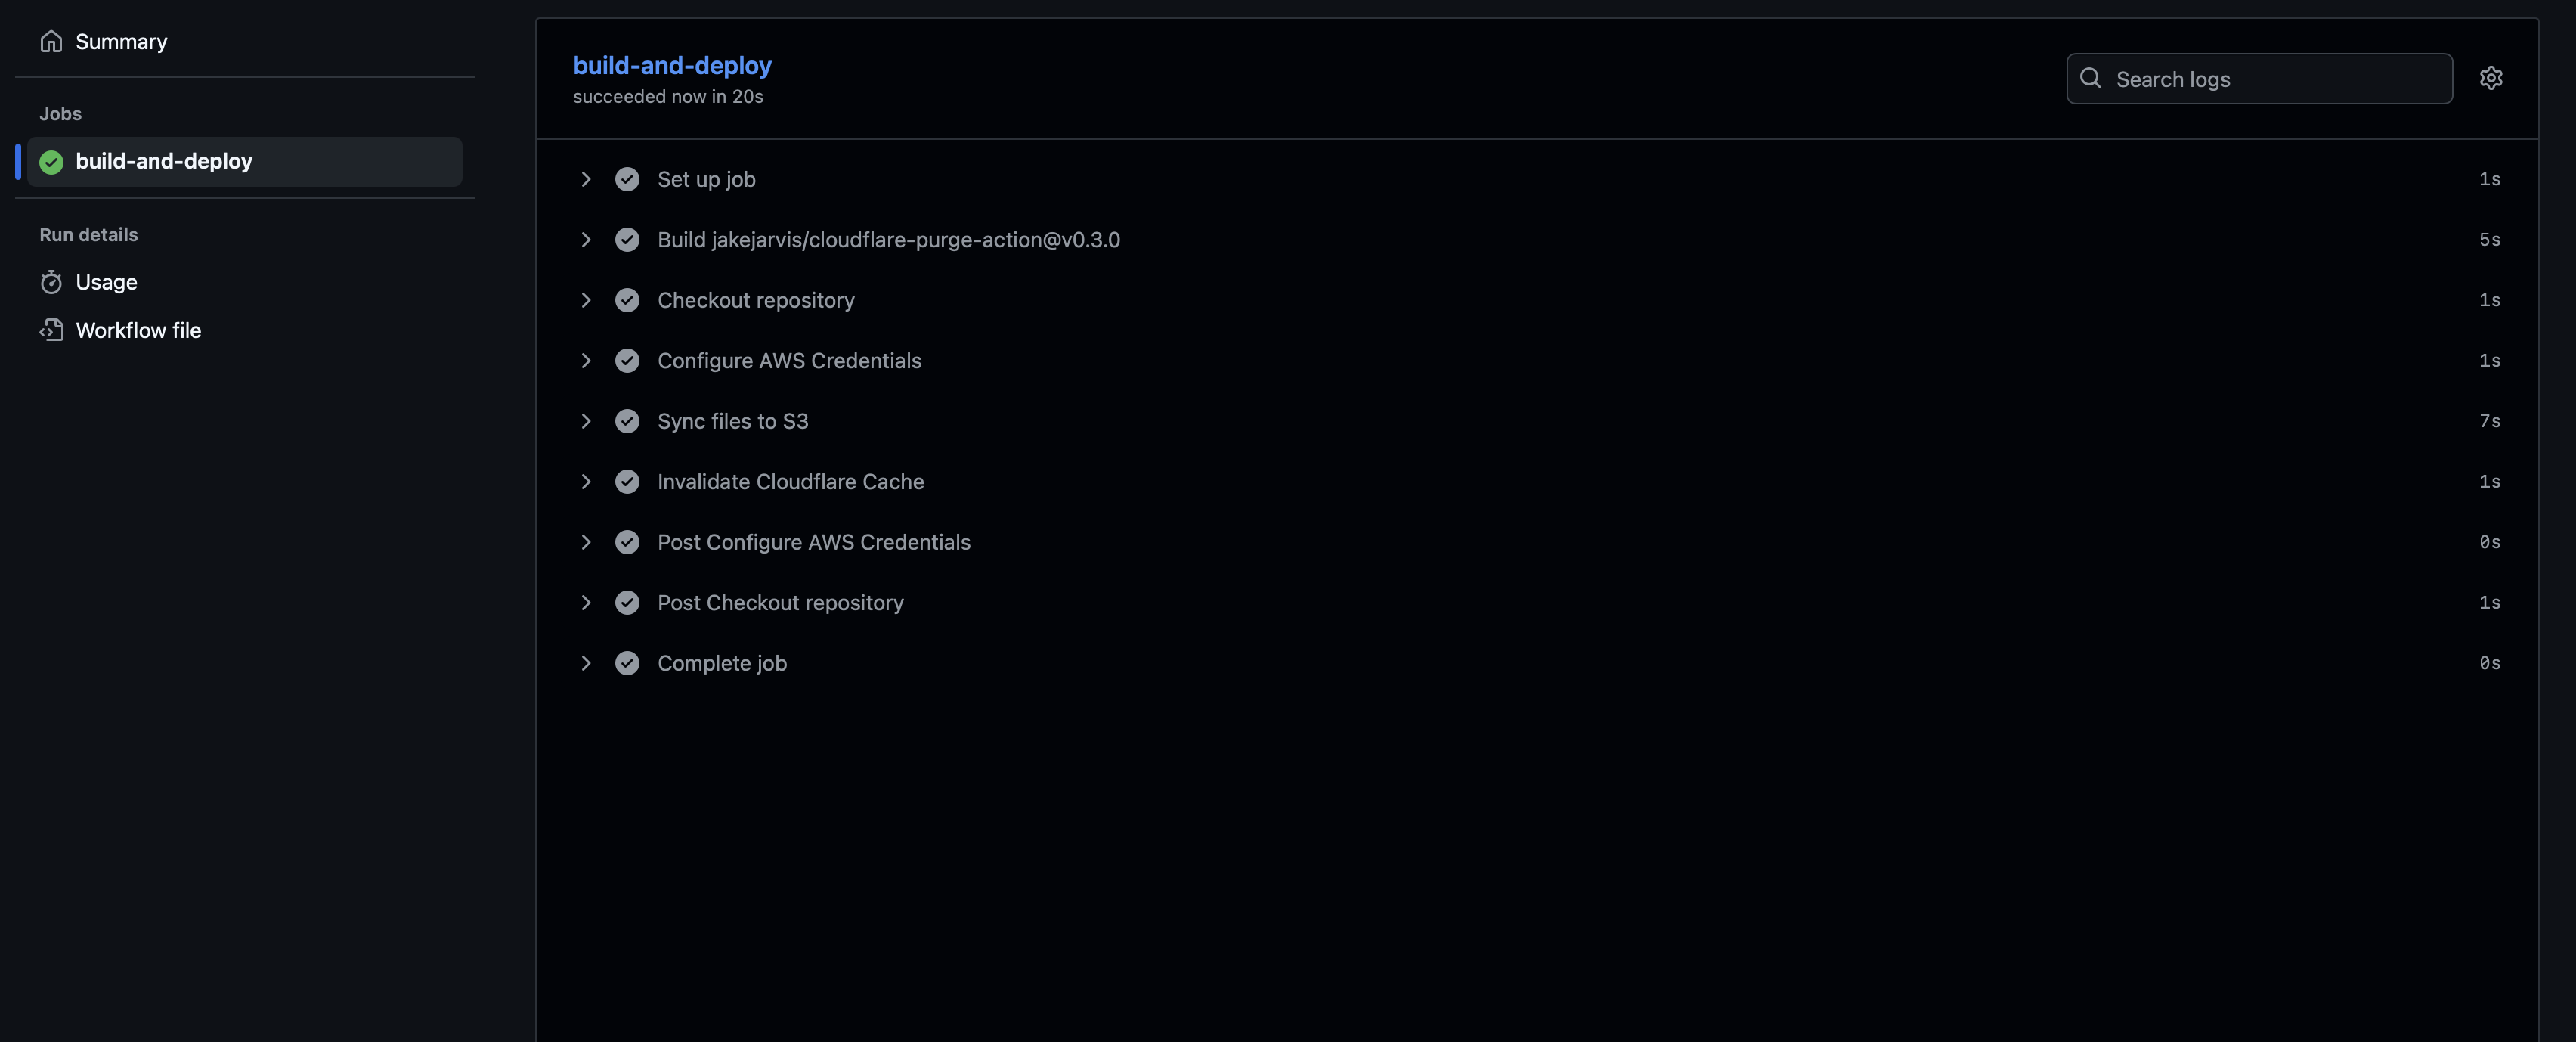 Summary
Jobs
build-and-deploy
Run details
Usage
Workflow file
build-and-deploy
succeeded now in 20s
Search logs
Set up job 1s
Build jakejarvis/cloudflare-purge-action@v0.3.0 5s
Checkout repository 1s
Configure AWS Credentials 1s
Sync files to S3 7s
Invalidate Cloudflare Cache 1s
Post Configure AWS Credentials 0s
Post Checkout repository 1s
Complete job 0s